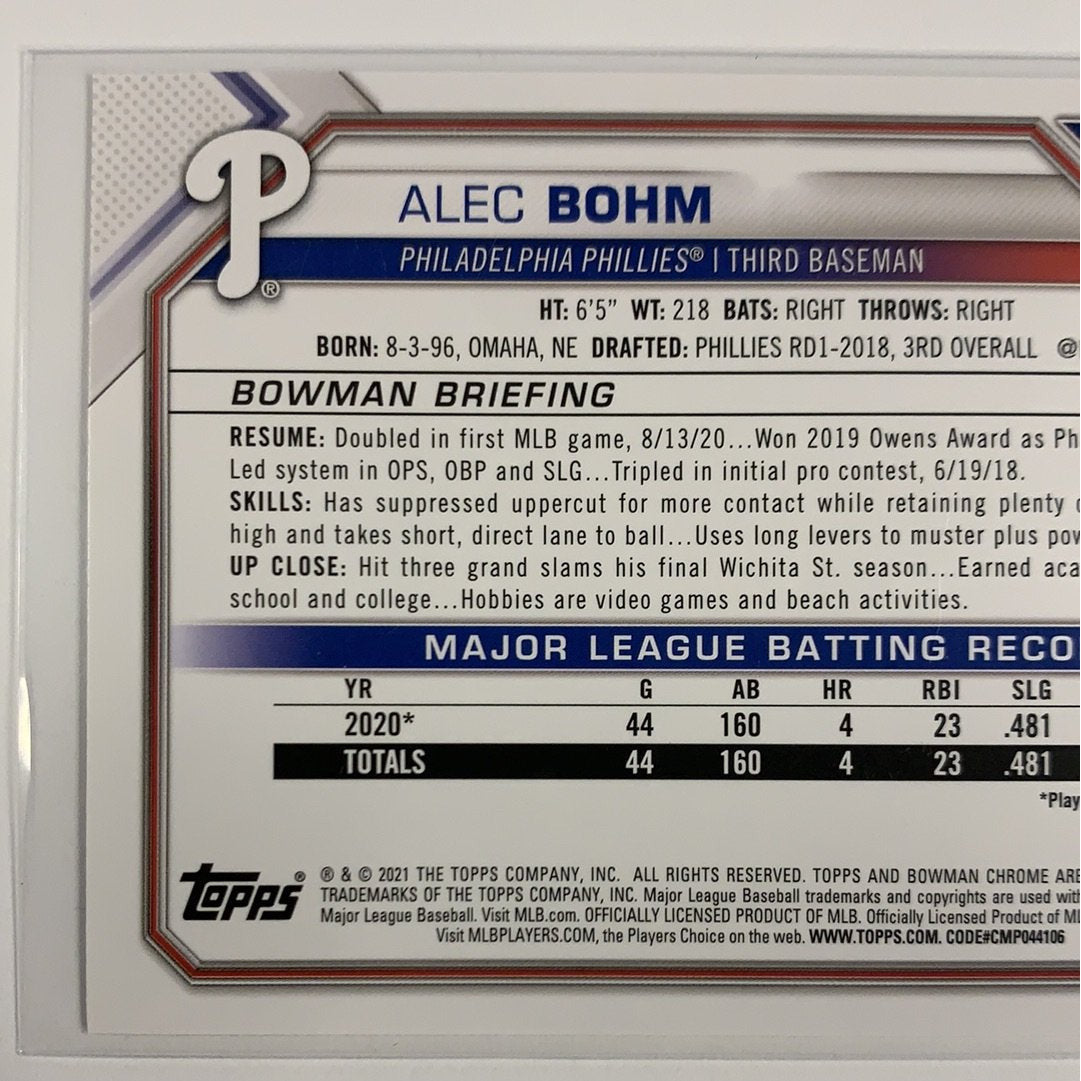 P®
ALEC BOHM
PHILADELPHIA PHILLIES® | THIRD BASEMAN
HT: 6'5" WT: 218 BATS: RIGHT THROWS: RIGHT
BORN: 8-3-96, OMAHA, NE DRAFTED: PHILLIES RD1-2018, 3RD OVERALL @
BOWMAN BRIEFING
RESUME: Doubled in first MLB game, 8/13/20...Won 2019 Owens Award as Ph
Led system in OPS, OBP and SLG...Tripled in initial pro contest, 6/19/18.
SKILLS: Has suppressed uppercut for more contact while retaining plenty
high and takes short, direct lane to ball...Uses long levers to muster plus pow
UP CLOSE: Hit three grand slams his final Wichita St. season...Earned aca
school and college...Hobbies are video games and beach activities.
MAJOR LEAGUE BATTING RECO
YR G AB HR RBI SLG
2020* 44 160 4 23 .481
TOTALS 44 160 4 23 .481
*Play
topps® ® & © 2021 THE TOPPS COMPANY, INC. ALL RIGHTS RESERVED. TOPPS AND BOWMAN CHROME ARE
TRADEMARKS OF THE TOPPS COMPANY, INC. Major League Baseball trademarks and copyrights are used wit
Major League Baseball. Visit MLB.com. OFFICIALLY LICENSED PRODUCT OF MLB. Officially Licensed Product of ML
Visit MLBPLAYERS.COM, the Players Choice on the web. WWW.TOPPS.COM. CODE#CMP044106